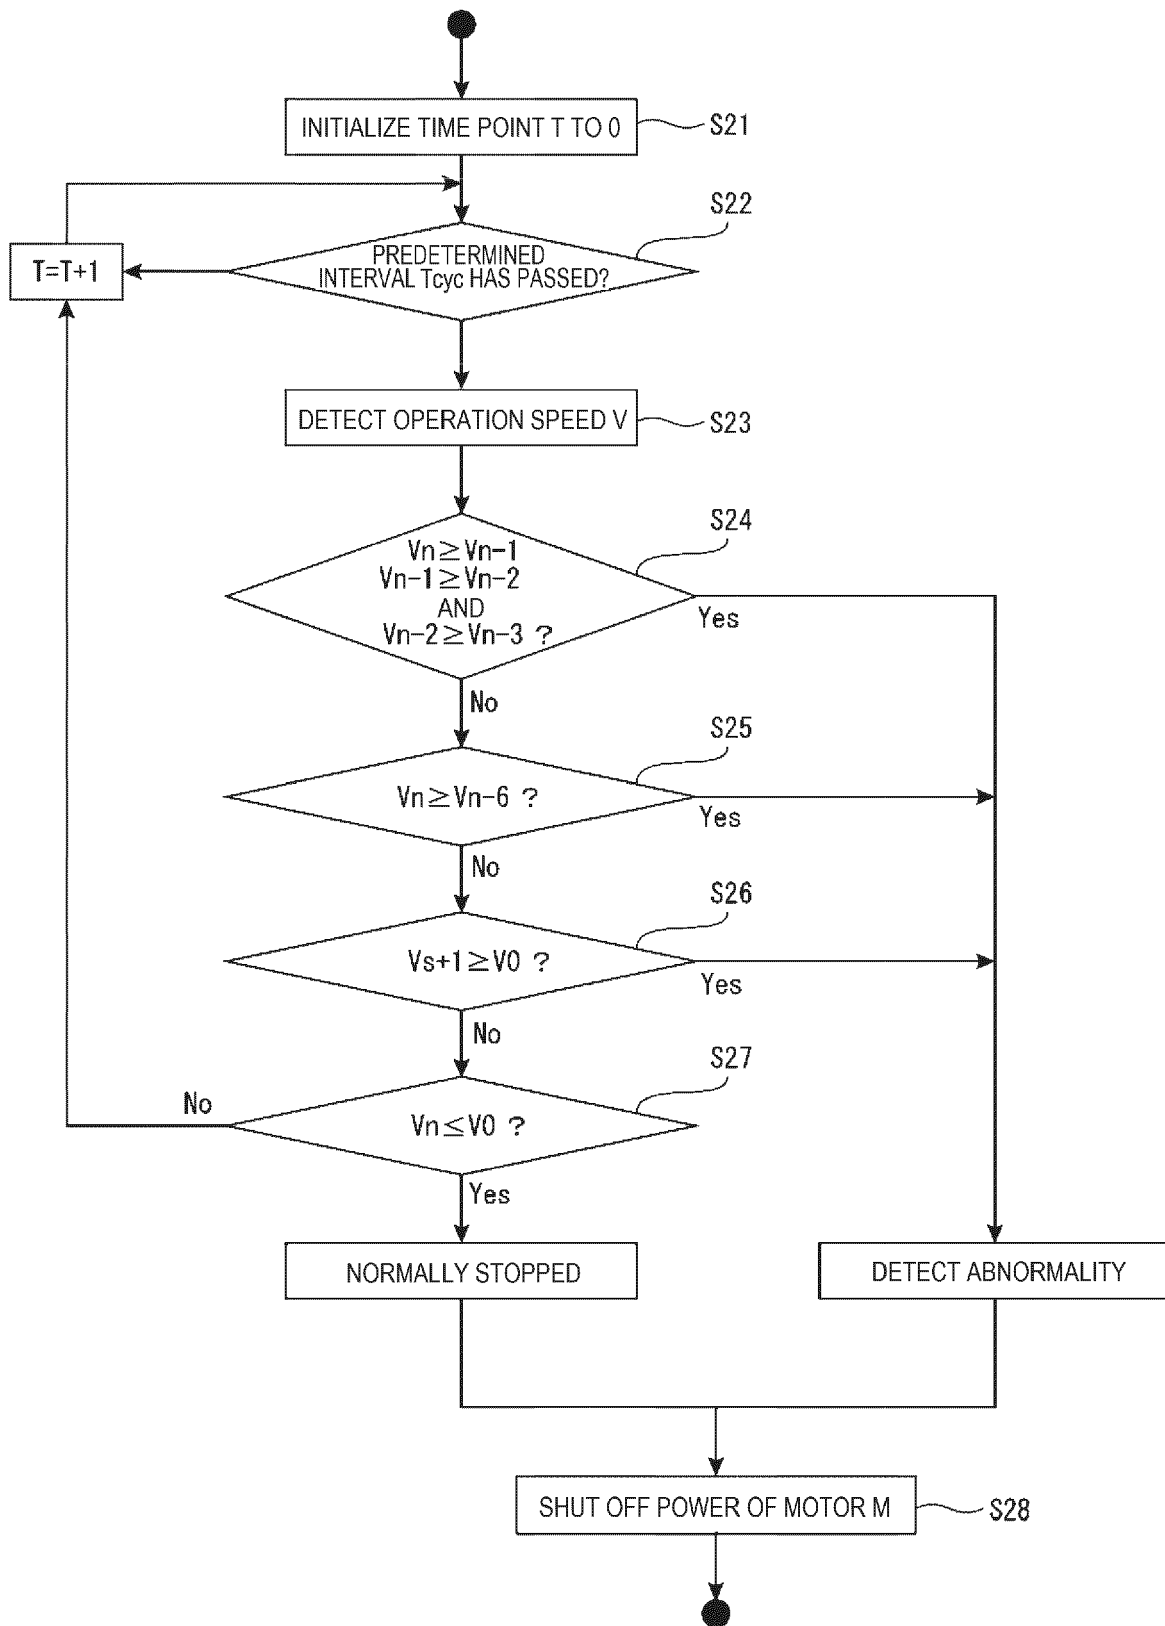 INITIALIZE TIME POINT T TO 0
S21
S22
PREDETERMINED
INTERVAL Tcyc HAS PASSED?
T=T+1
DETECT OPERATION SPEED V
S23
S24
Vn≥Vn-1
Vn-1≥Vn-2
AND
Vn-2≥Vn-3 ?
Yes
No
S25
Vn≥Vn-6 ?
Yes
No
S26
Vs+1≥V0 ?
Yes
No
S27
No
Vn≤V0 ?
Yes
NORMALLY STOPPED
DETECT ABNORMALITY
SHUT OFF POWER OF MOTOR M
S28